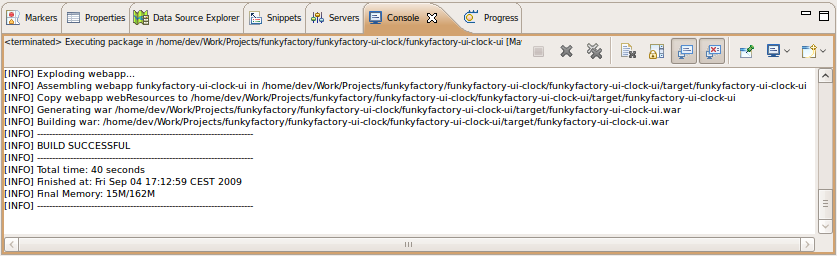 Markers Properties Data Source Explorer Snippets Servers Console Progress
<terminated> Executing package in /home/dev/Work/Projects/funkyfactory/funkyfactory-ui-clock/funkyfactory-ui-clock-ui [Ma
[INFO] Exploding webapp...
[INFO] Assembling webapp funkyfactory-ui-clock-ui in /home/dev/Work/Projects/funkyfactory/funkyfactory-ui-clock/funkyfactory-ui-clock-ui/target/funkyfactory-ui-clock-ui
[INFO] Copy webapp webResources to /home/dev/Work/Projects/funkyfactory/funkyfactory-ui-clock/funkyfactory-ui-clock-ui/target/funkyfactory-ui-clock-ui
[INFO] Generating war /home/dev/Work/Projects/funkyfactory/funkyfactory-ui-clock/funkyfactory-ui-clock-ui/target/funkyfactory-ui-clock-ui.war
[INFO] Building war: /home/dev/Work/Projects/funkyfactory/funkyfactory-ui-clock/funkyfactory-ui-clock-ui/target/funkyfactory-ui-clock-ui.war
[INFO] ------------------------------------------------------------------------
[INFO] BUILD SUCCESSFUL
[INFO] ------------------------------------------------------------------------
[INFO] Total time: 40 seconds
[INFO] Finished at: Fri Sep 04 17:12:59 CEST 2009
[INFO] Final Memory: 15M/162M
[INFO] ------------------------------------------------------------------------